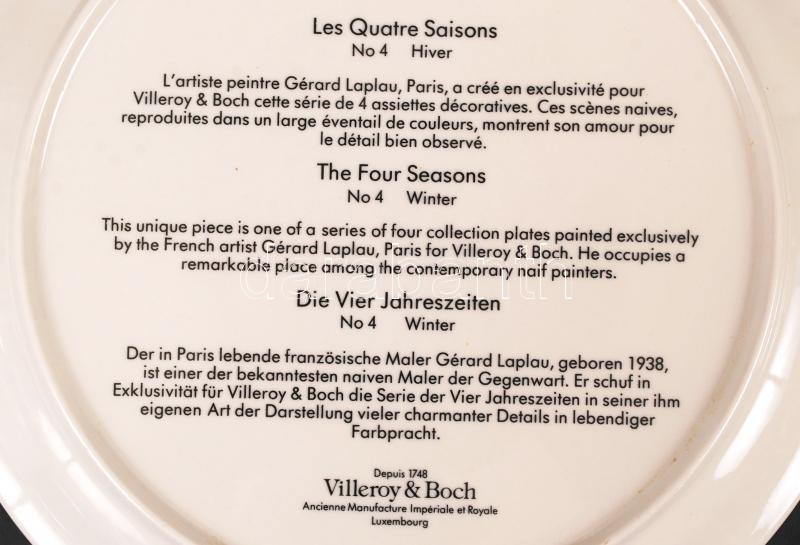 Les Quatre Saisons
No 4 Hiver
L'artiste peintre Gérard Laplau, Paris, a créé en exclusivité pour
Villeroy & Boch cette série de 4 assiettes décoratives. Ces scènes naives,
reproduites dans un large éventail de couleurs, montrent son amour pour
le détail bien observé.
The Four Seasons
No 4 Winter
This unique piece is one of a series of four collection plates painted exclusively
by the French artist Gérard Laplau, Paris for Villeroy & Boch. He occupies a
remarkable place among the contemporary naif painters.
darabanth
Die Vier Jahreszeiten
No 4 Winter
Der in Paris lebende französische Maler Gérard Laplau, geboren 1938,
ist einer der bekanntesten naiven Maler der Gegenwart. Er schuf in
Exklusivität für Villeroy & Boch die Serie der Vier Jahreszeiten in seiner ihm
eigenen Art der Darstellung vieler charmanter Details in lebendiger
Farbpracht.
Depuis 1748
Villeroy & Boch
Ancienne Manufacture Impériale et Royale
Luxembourg